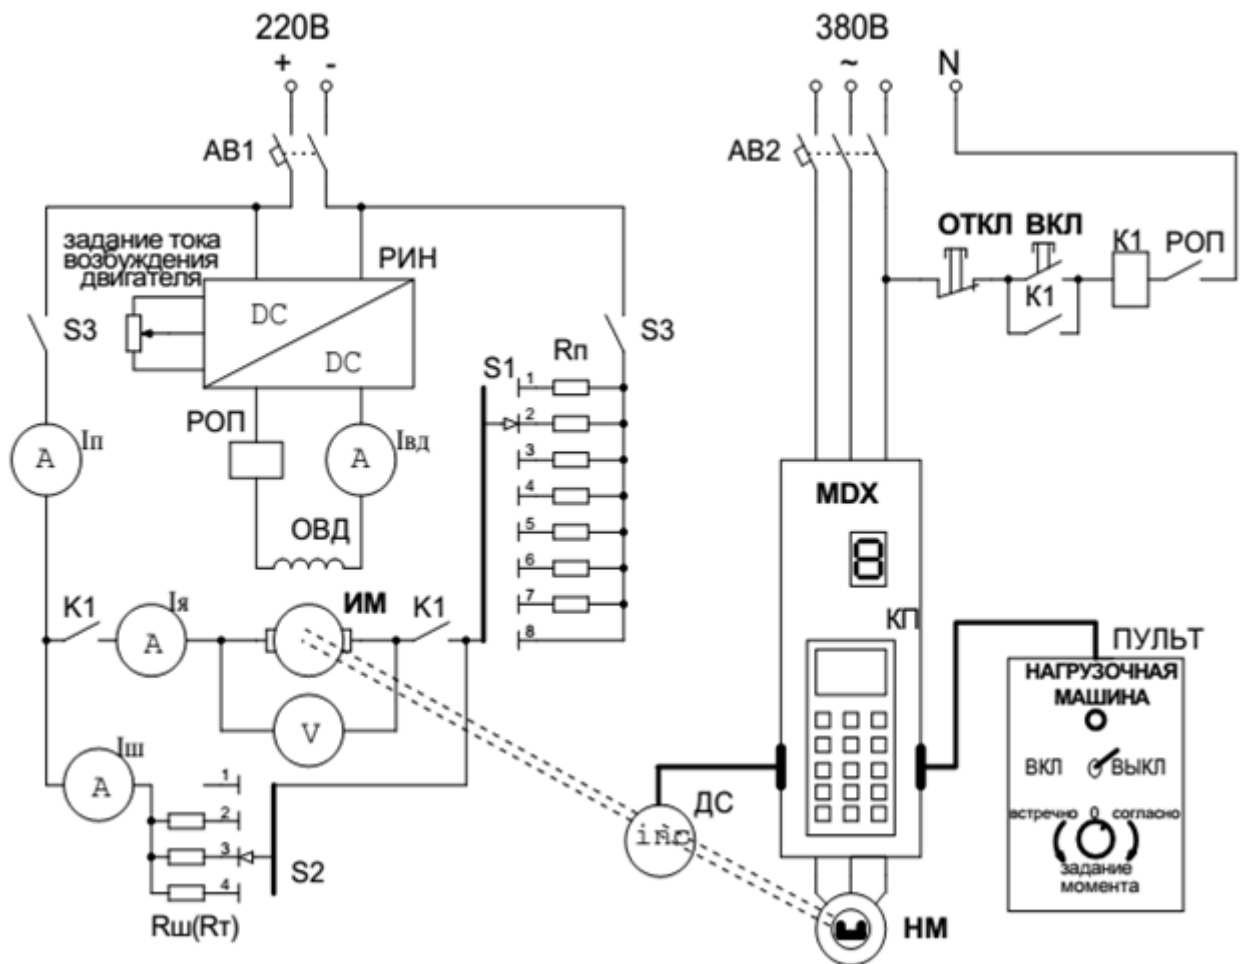 220В
380В
+
-
~
N
АВ1
АВ2
ОТКЛ
ВКЛ
К1
РОП
К1
задание тока
возбуждения
двигателя
РИН
DC
DC
S3
S3
S1
Rп
1
2
3
4
5
6
7
8
РОП
Iп
A
Iвд
A
ОВД
MDX
8
К1
Iя
A
ИМ
К1
КП
V
ПУЛЬТ
НАГРУЗОЧНАЯ
МАШИНА
ВКЛ
ВЫКЛ
встречно 0 согласно
задание
момента
Iш
A
1
2
3
4
S2
Rш(Rт)
ДС
inc
НМ